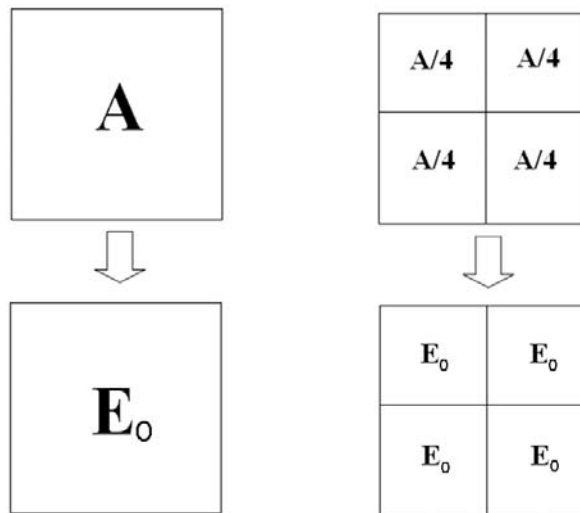 A
A/4 A/4
A/4 A/4
E₀
E₀ E₀
E₀ E₀